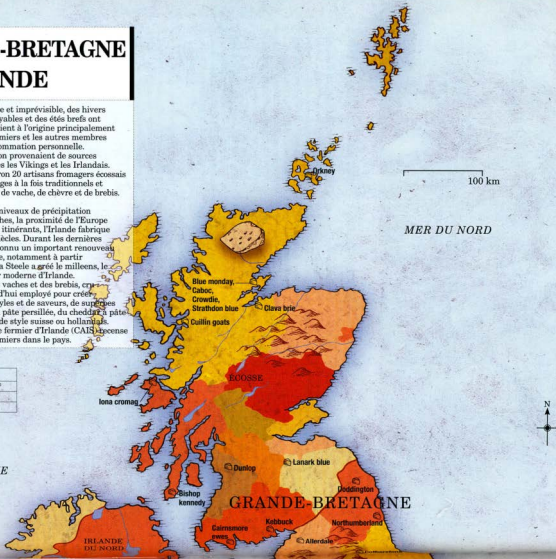 -BRETAGNE
NDE
e et imprévisible, des hivers
yables et des étés brefs ont
ient à l'origine principalement
miers et les autres membres
ommation personnelle.
on provenaient de sources
es les Vikings et les Irlandais.
ron 20 artisans fromagers écossais
ges à la fois traditionnels et
de vache, de chèvre et de brebis.
niveaux de précipitation
hes, la proximité de l'Europe
itinérants, l'Irlande fabrique
ècles. Durant les dernières
onnu un important renouveau
e, notamment à partir
a Steele a créé le milleens, le
moderne d'Irlande.
vaches et des brebis, cru
d'hui employé pour créer
yles et de saveurs, de superbes
pâte persillée, du cheddar à pâte
de style suisse ou hollandais.
e fermier d'Irlande (CAIS) recense
miers dans le pays.
Orkney
100 km
MER DU NORD
Blue monday,
Caboc,
Crowdie,
Strathdon blue
Clava brie
Cuillin goats
ÉCOSSE
Iona cromag
N
Dunlop
Lanark blue
E
Bishop
kennedy
Doddington
GRANDE-BRETAGNE
Cairnsmore
ewes
Kebbuck
Northumberland
IRLANDE
DU NORD
Allerdale